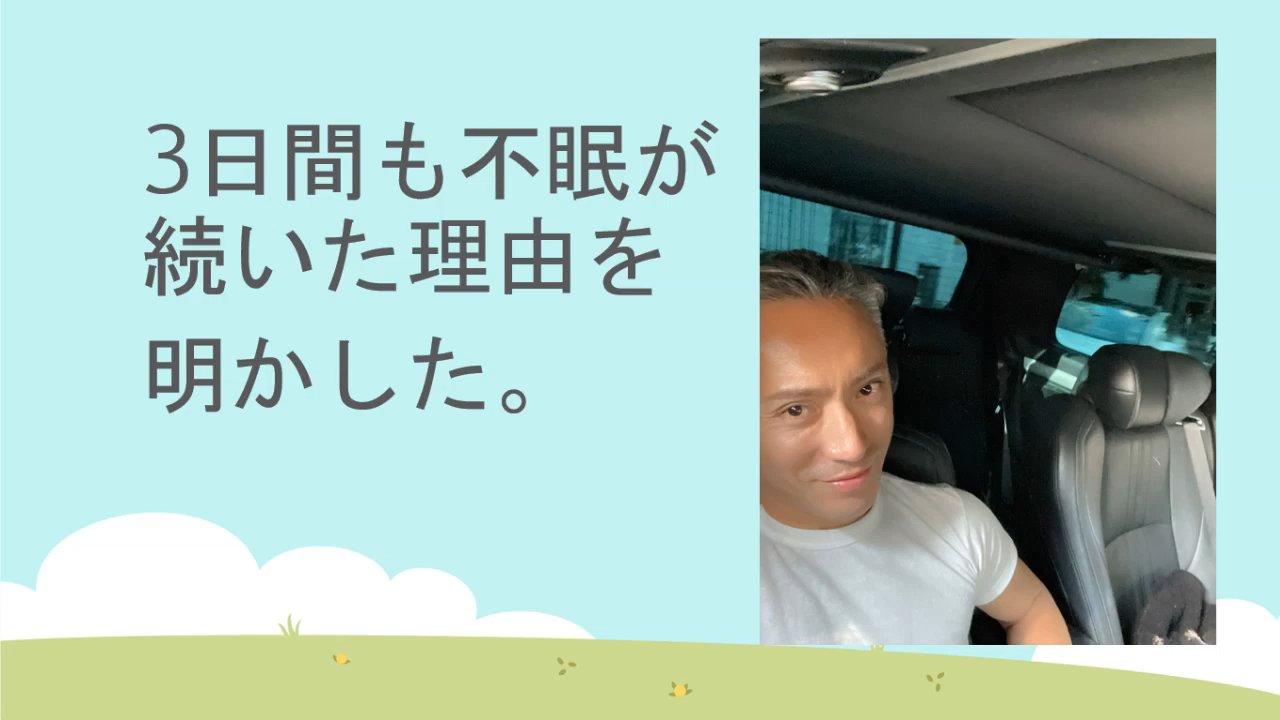 3日間も不眠が
続いた理由を
明かした。